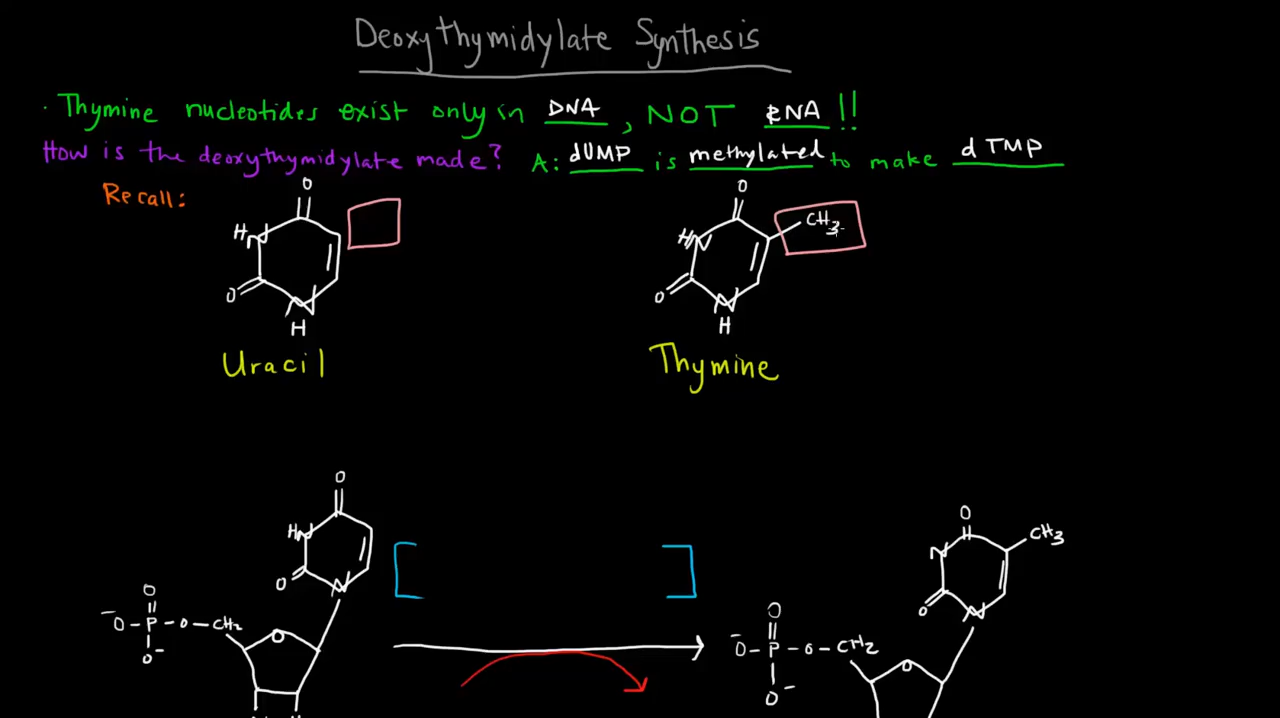 Deoxythymidylate Synthesis
· Thymine nucleotides exist only in DNA, NOT RNA!!
How is the deoxythymidylate made? A: dUMP is methylated to make dTMP
Recall:
O O
HN HN CH3
O N O N
H H
Uracil Thymine
O O
HN N CH3
O N O N
O O
⁻O-P-O-CH2 O ⁻O-P-O-CH2 O
O⁻ O⁻